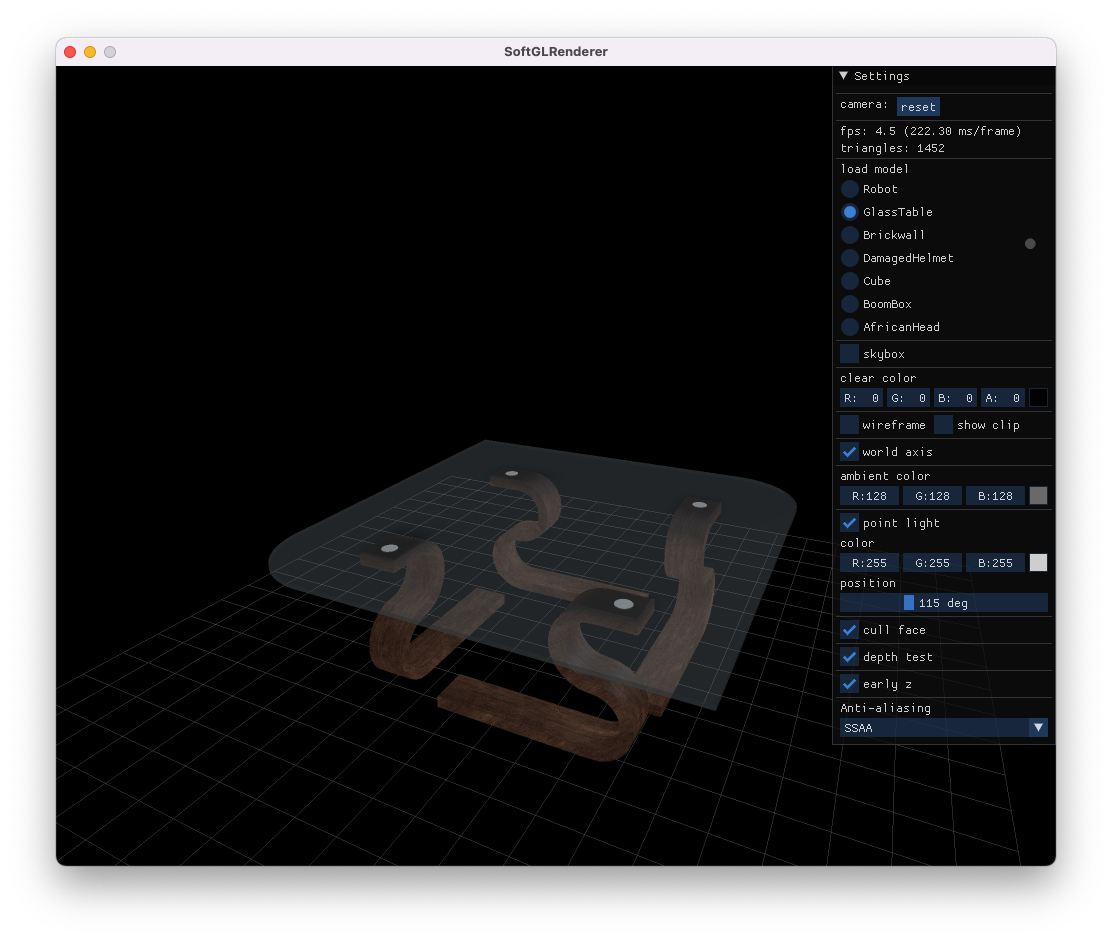 SoftGLRenderer
Settings
camera: reset
fps: 4.5 (222.30 ms/frame)
triangles: 1452
load model
Robot
GlassTable
Brickwall
DamagedHelmet
Cube
BoomBox
AfricanHead
skybox
clear color
R: 0 G: 0 B: 0 A: 0
wireframe show clip
world axis
ambient color
R:128 G:128 B:128
point light
color
R:255 G:255 B:255
position
115 deg
cull face
depth test
early z
Anti-aliasing
SSAA